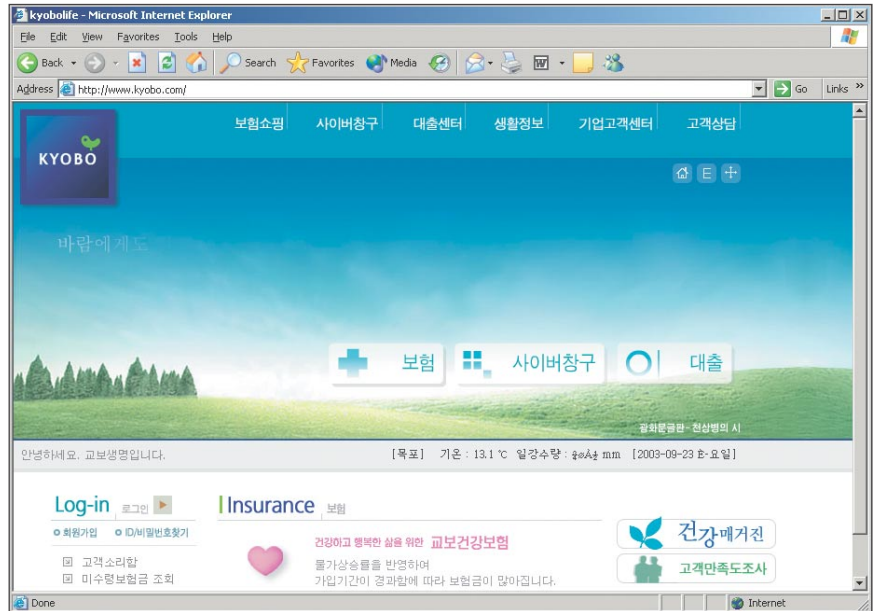 kyobolife - Microsoft Internet Explorer
File Edit View Favorites Tools Help
Back Search Favorites Media
Address http://www.kyobo.com/ Go Links »
KYOBO
보험쇼핑 사이버창구 대출센터 생활정보 기업고객센터 고객상담
E
바람에게도
보험 사이버창구 대출
광화문글판 - 천상병의 시
안녕하세요. 교보생명입니다. [목포] 기온 : 13.1 ℃ 일강수량 : mm [2003-09-23 요일]
Log-in 로그인 Insurance 보험
회원가입 ID/비밀번호찾기
건강하고 행복한 삶을 위한 교보건강보험
고객소리함
미수령보험금 조회
물가상승률을 반영하여
가입기간이 경과함에 따라 보험금이 많아집니다.
건강매거진
고객만족도조사
Done Internet